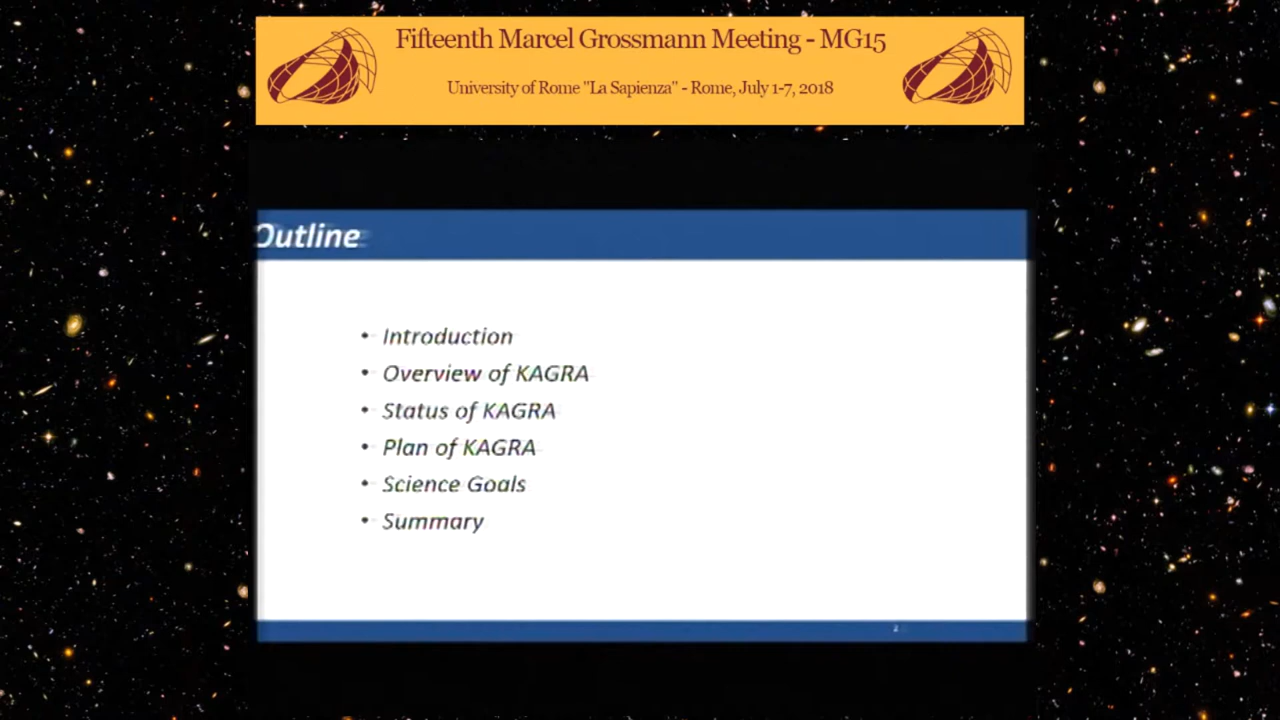 Fifteenth Marcel Grossmann Meeting - MG15
University of Rome "La Sapienza" - Rome, July 1-7, 2018
Outline
• Introduction
• Overview of KAGRA
• Status of KAGRA
• Plan of KAGRA
• Science Goals
• Summary
2